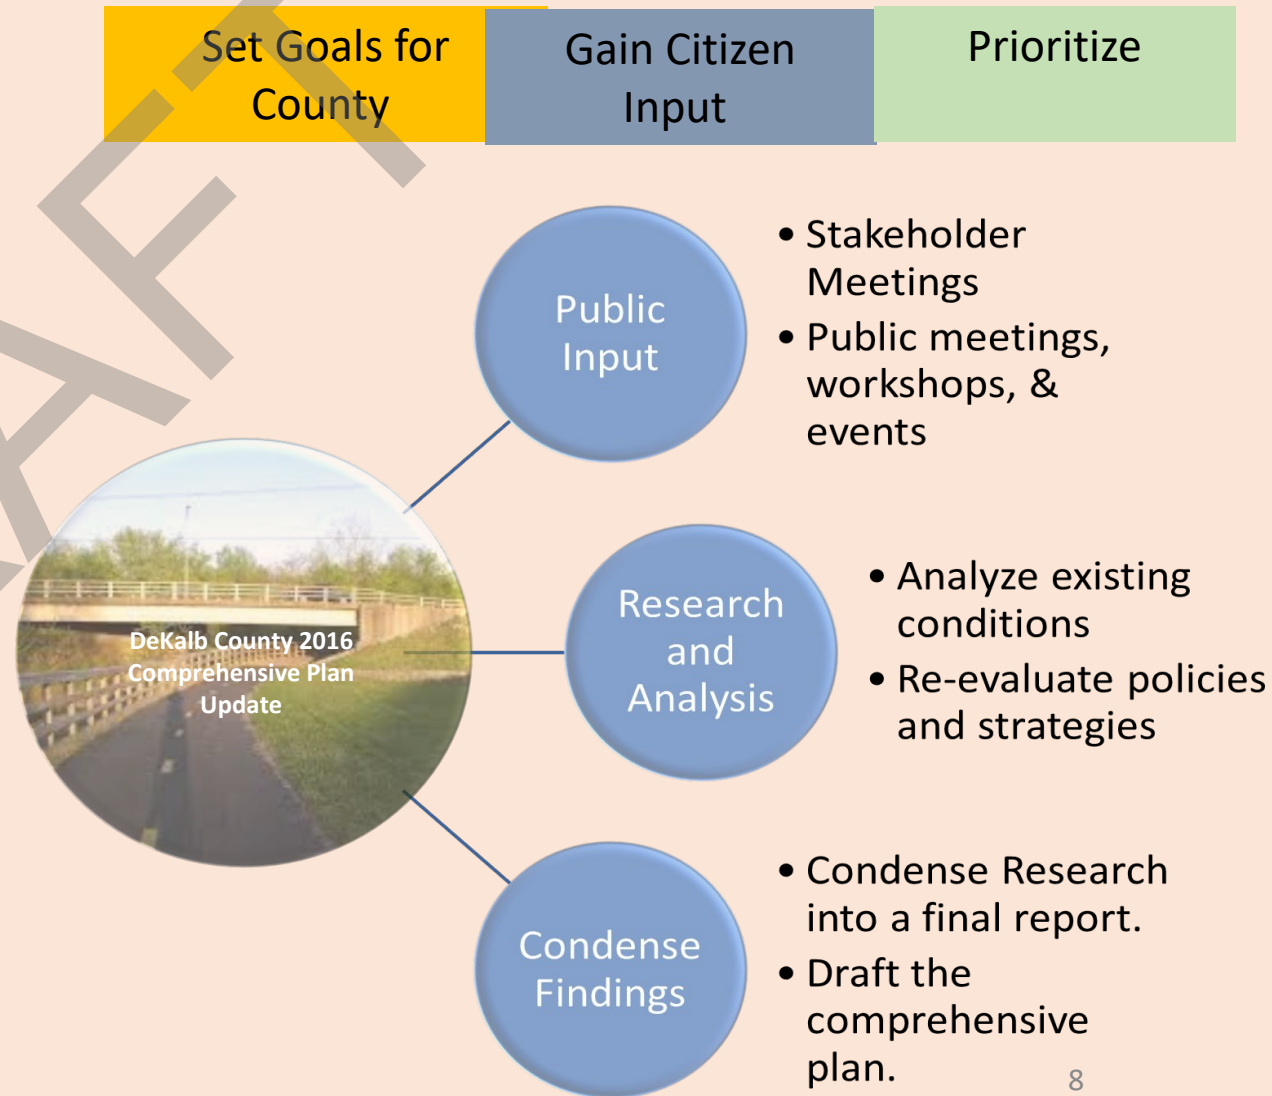 Set Goals for
County
Gain Citizen
Input
Prioritize
Public
Input
• Stakeholder
Meetings
• Public meetings,
workshops, &
events
DeKalb County 2016
Comprehensive Plan
Update
Research
and
Analysis
• Analyze existing
conditions
• Re-evaluate policies
and strategies
Condense
Findings
• Condense Research
into a final report.
• Draft the
comprehensive
plan.
8
AFT